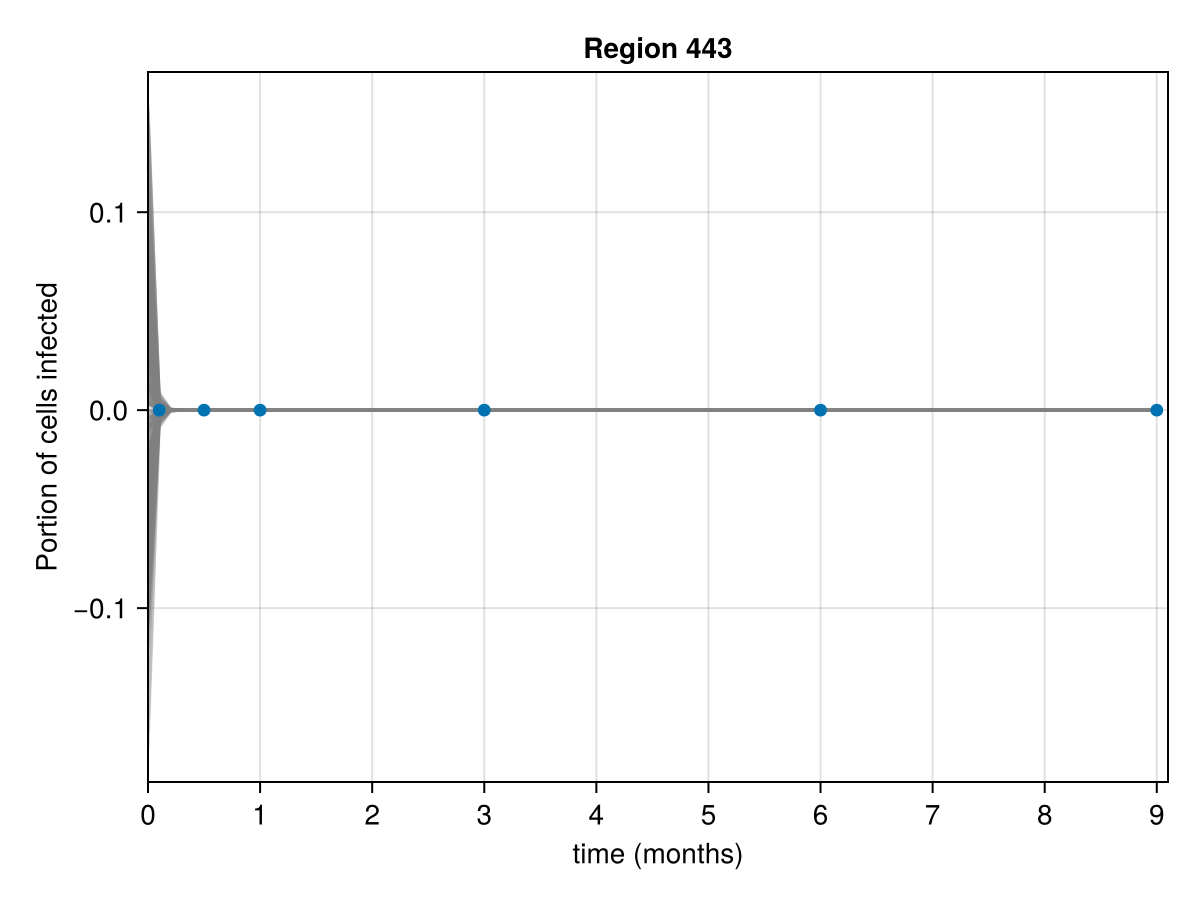 Region 443
Portion of cells infected
0.1
0.0
−0.1
0 1 2 3 4 5 6 7 8 9
time (months)